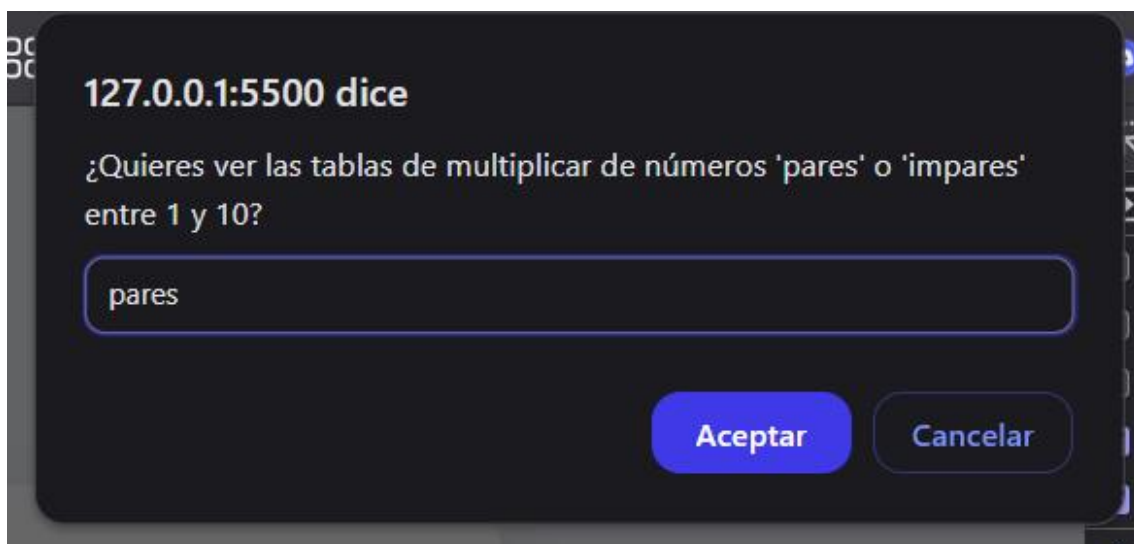 127.0.0.1:5500 dice
¿Quieres ver las tablas de multiplicar de números 'pares' o 'impares'
entre 1 y 10?
pares
Aceptar
Cancelar